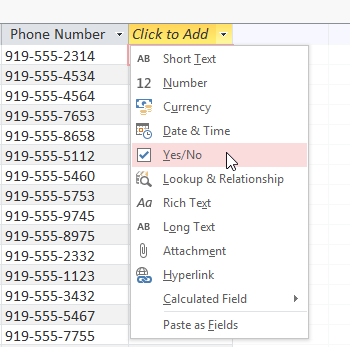 Phone Number Click to Add
919-555-2314
919-555-4534
919-555-4564
919-555-7653
919-555-8658
919-555-5112
919-555-5460
919-555-5753
919-555-9745
919-555-8975
919-555-2332
919-555-1123
919-555-3432
919-555-5467
919-555-7755
AB Short Text
12 Number
Currency
Date & Time
Yes/No
Lookup & Relationship
Aa Rich Text
AB Long Text
Attachment
Hyperlink
Calculated Field
Paste as Fields